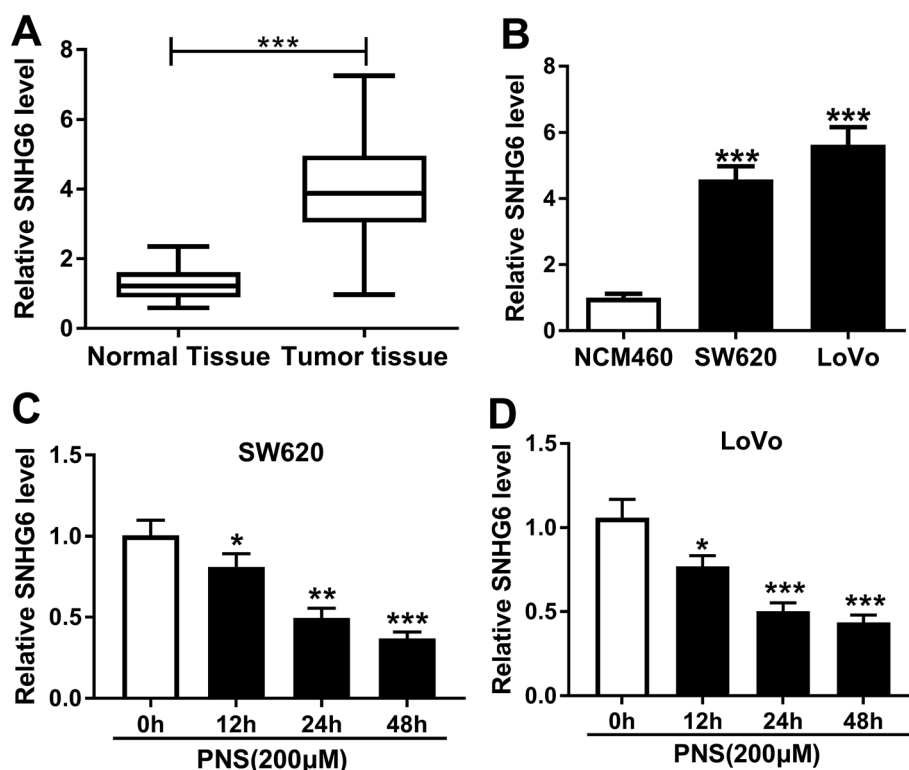 A
Relative SNHG6 level
8
6
4
2
0
***
Normal Tissue
Tumor tissue
B
Relative SNHG6 level
8
6
4
2
0
***
***
NCM460
SW620
LoVo
C
SW620
Relative SNHG6 level
1.5
1.0
0.5
0.0
*
**
***
0h
12h
24h
48h
PNS(200μM)
D
LoVo
Relative SNHG6 level
1.5
1.0
0.5
0.0
*
***
***
0h
12h
24h
48h
PNS(200μM)